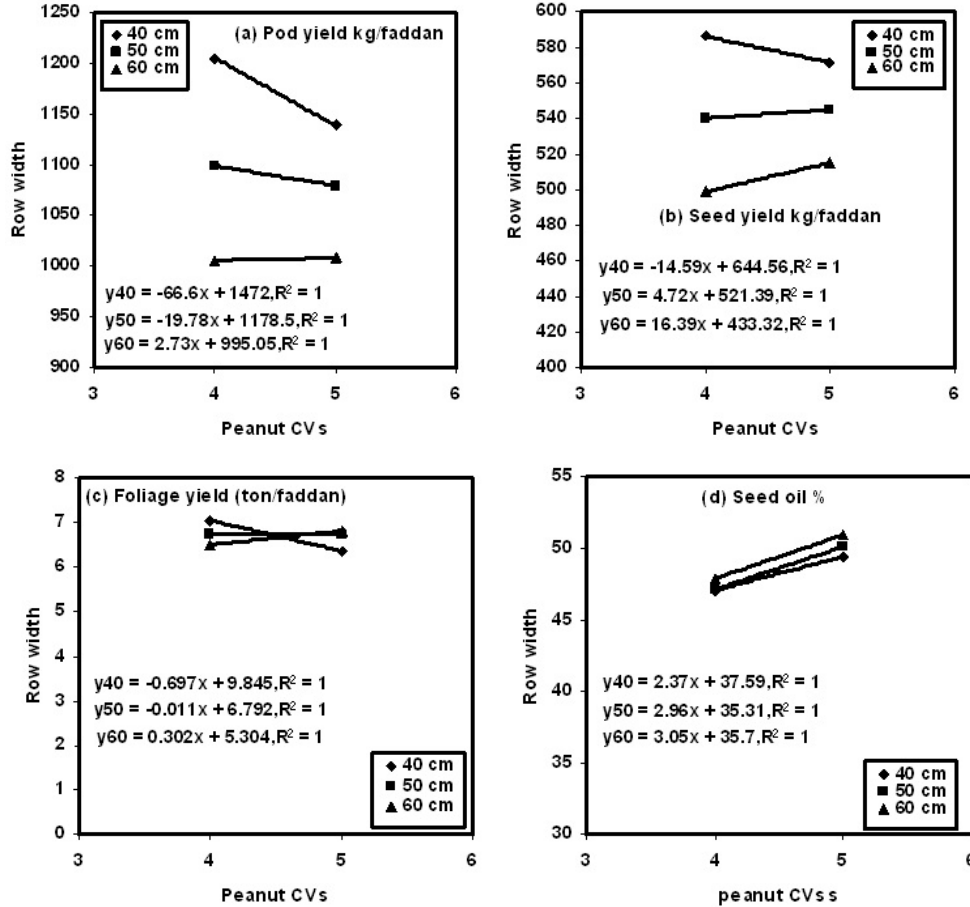 1250
1200
1150
1100
1050
1000
950
900
Row width
40 cm
50 cm
60 cm
(a) Pod yield kg/faddan
y40 = -66.6x + 1472,R² = 1
y50 = -19.78x + 1178.5,R² = 1
y60 = 2.73x + 995.05,R² = 1
3 4 5 6
Peanut CVs
600
580
560
540
520
500
480
460
440
420
400
Row width
40 cm
50 cm
60 cm
(b) Seed yield kg/faddan
y40 = -14.59x + 644.56,R² = 1
y50 = 4.72x + 521.39,R² = 1
y60 = 16.39x + 433.32,R² = 1
3 4 5 6
Peanut CVs
8
7
6
5
4
3
2
1
0
Row width
(c) Foliage yield (ton/faddan)
y40 = -0.697x + 9.845,R² = 1
y50 = -0.011x + 6.792,R² = 1
y60 = 0.302x + 5.304,R² = 1
40 cm
50 cm
60 cm
3 4 5 6
Peanut CVs
55
50
45
40
35
30
Row width
(d) Seed oil %
y40 = 2.37x + 37.59,R² = 1
y50 = 2.96x + 35.31,R² = 1
y60 = 3.05x + 35.7,R² = 1
40 cm
50 cm
60 cm
3 4 5 6
peanut CVs s